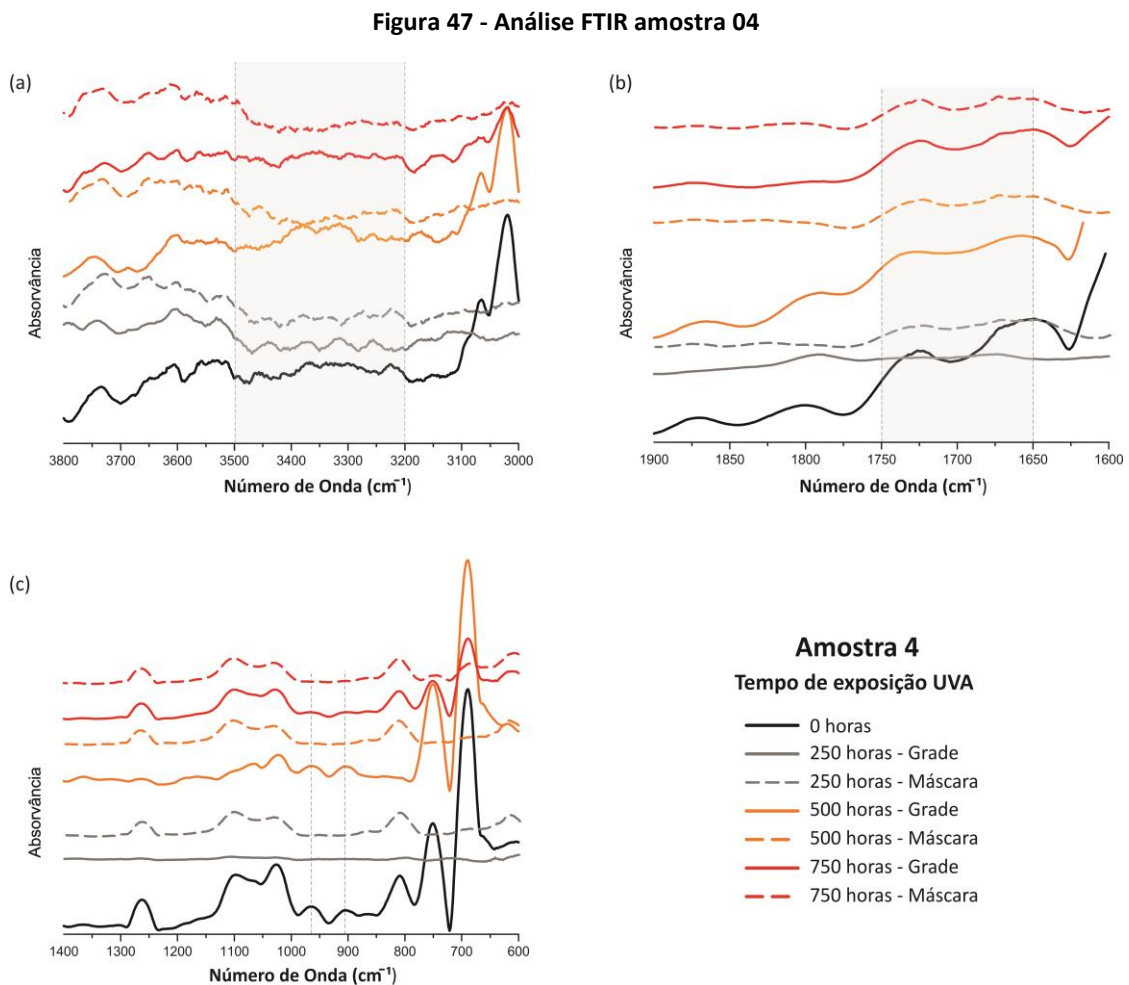 Figura 47 - Análise FTIR amostra 04
(a)
Absorvância
3800 3700 3600 3500 3400 3300 3200 3100 3000
Número de Onda (cm⁻¹)
(b)
Absorvância
1900 1850 1800 1750 1700 1650 1600
Número de Onda (cm⁻¹)
(c)
Absorvância
1400 1300 1200 1100 1000 900 800 700 600
Número de Onda (cm⁻¹)
Amostra 4
Tempo de exposição UVA
0 horas
250 horas - Grade
250 horas - Máscara
500 horas - Grade
500 horas - Máscara
750 horas - Grade
750 horas - Máscara